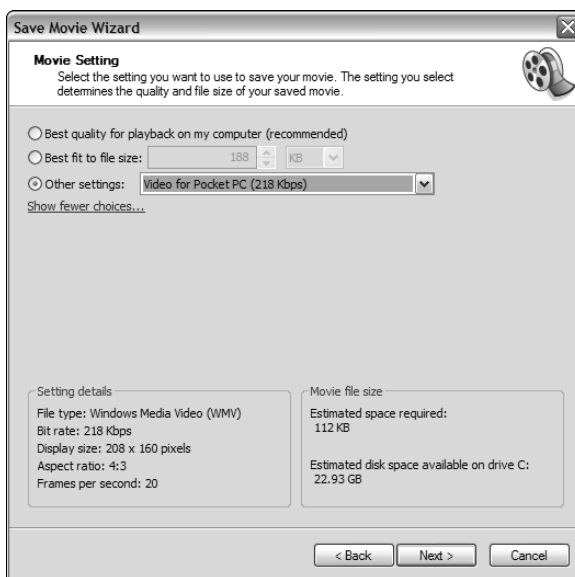 Save Movie Wizard
Movie Setting
Select the setting you want to use to save your movie. The setting you select
determines the quality and file size of your saved movie.
Best quality for playback on my computer (recommended)
Best fit to file size: 188 KB
Other settings: Video for Pocket PC (218 Kbps)
Show fewer choices...
Setting details
File type: Windows Media Video (WMV)
Bit rate: 218 Kbps
Display size: 208 x 160 pixels
Aspect ratio: 4:3
Frames per second: 20
Movie file size
Estimated space required:
112 KB
Estimated disk space available on drive C:
22.93 GB
< Back Next > Cancel